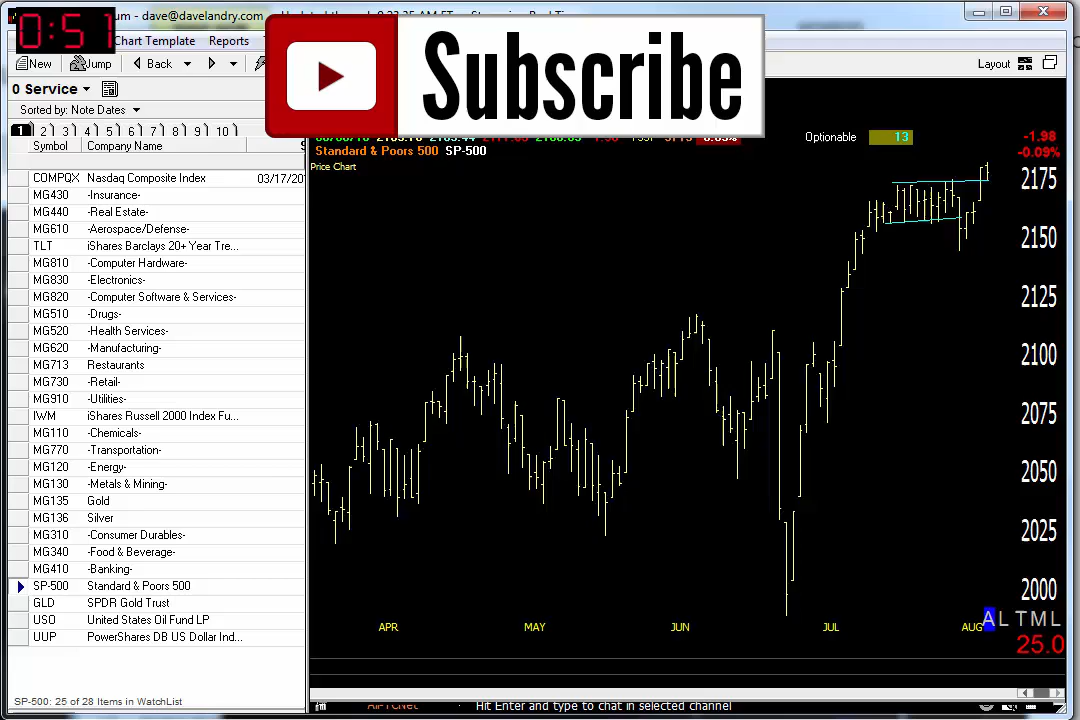 0:51
- dave@davelandry.com
Chart Template Reports
New Jump Back
Layout
Subscribe
0 Service
Sorted by: Note Dates
1 2 3 4 5 6 7 8 9 10
Symbol Company Name
Optionable 13
-1.98
-0.09%
Standard & Poors 500 SP-500
Price Chart
COMPQX Nasdaq Composite Index 03/17/20
MG430 -Insurance-
MG440 -Real Estate-
MG610 -Aerospace/Defense-
TLT iShares Barclays 20+ Year Tre...
MG810 -Computer Hardware-
MG830 -Electronics-
MG820 -Computer Software & Services-
MG510 -Drugs-
MG520 -Health Services-
MG620 -Manufacturing-
MG713 Restaurants
MG730 -Retail-
MG910 -Utilities-
IWM iShares Russell 2000 Index Fu...
MG110 -Chemicals-
MG770 -Transportation-
MG120 -Energy-
MG130 -Metals & Mining-
MG135 Gold
MG136 Silver
MG310 -Consumer Durables-
MG340 -Food & Beverage-
MG410 -Banking-
SP-500 Standard & Poors 500
GLD SPDR Gold Trust
USO United States Oil Fund LP
UUP PowerShares DB US Dollar Ind...
2175
2150
2125
2100
2075
2050
2025
2000
APR MAY JUN JUL AUG
A L T M L
25.0
SP-500: 25 of 28 Items in WatchList
Hit Enter and type to chat in selected channel